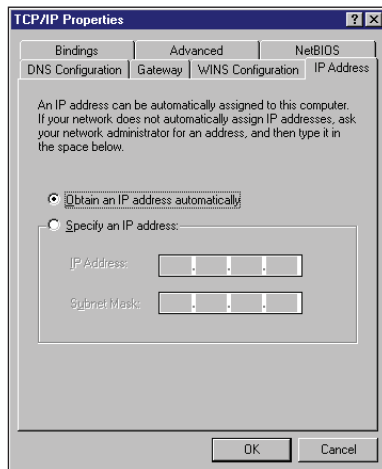 TCP/IP Properties
Bindings Advanced NetBIOS
DNS Configuration Gateway WINS Configuration IP Address
An IP address can be automatically assigned to this computer.
If your network does not automatically assign IP addresses, ask
your network administrator for an address, and then type it in
the space below.
Obtain an IP address automatically
Specify an IP address:
IP Address:
Subnet Mask:
OK Cancel